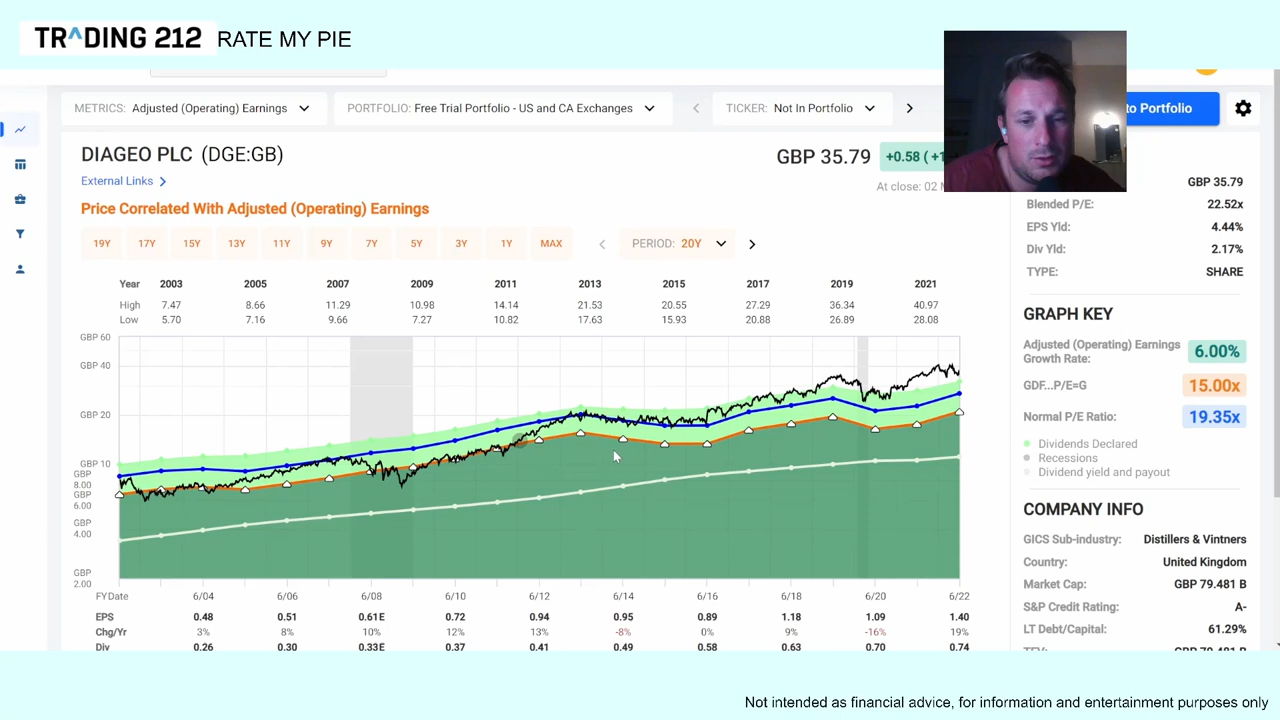 TR^DING 212 RATE MY PIE
METRICS: Adjusted (Operating) Earnings
PORTFOLIO: Free Trial Portfolio - US and CA Exchanges
TICKER: Not In Portfolio
to Portfolio
DIAGEO PLC (DGE:GB)
GBP 35.79 +0.58 (
External Links
At close: 02
Price Correlated With Adjusted (Operating) Earnings
19Y 17Y 15Y 13Y 11Y 9Y 7Y 5Y 3Y 1Y MAX PERIOD: 20Y
Year 2003 2005 2007 2009 2011 2013 2015 2017 2019 2021
High 7.47 8.66 11.29 10.98 14.14 21.53 20.55 27.29 36.34 40.97
Low 5.70 7.16 9.66 7.27 10.82 17.63 15.93 20.88 26.89 28.08
GBP 60
GBP 40
GBP 20
GBP 10
GBP
8.00
GBP
6.00
GBP
4.00
GBP
2.00
FYDate 6/04 6/06 6/08 6/10 6/12 6/14 6/16 6/18 6/20 6/22
EPS 0.48 0.51 0.61E 0.72 0.94 0.95 0.89 1.18 1.09 1.40
Chg/Yr 3% 8% 10% 12% 13% -8% 0% 9% -16% 19%
Div 0.26 0.30 0.33E 0.37 0.41 0.49 0.58 0.63 0.70 0.74
GBP 35.79
Blended P/E: 22.52x
EPS Yld: 4.44%
Div Yld: 2.17%
TYPE: SHARE
GRAPH KEY
Adjusted (Operating) Earnings
Growth Rate: 6.00%
GDF...P/E=G 15.00x
Normal P/E Ratio: 19.35x
Dividends Declared
Recessions
Dividend yield and payout
COMPANY INFO
GICS Sub-industry: Distillers & Vintners
Country: United Kingdom
Market Cap: GBP 79.481 B
S&P Credit Rating: A-
LT Debt/Capital: 61.29%
TEV: GBP 79.481 B
Not intended as financial advice, for information and entertainment purposes only